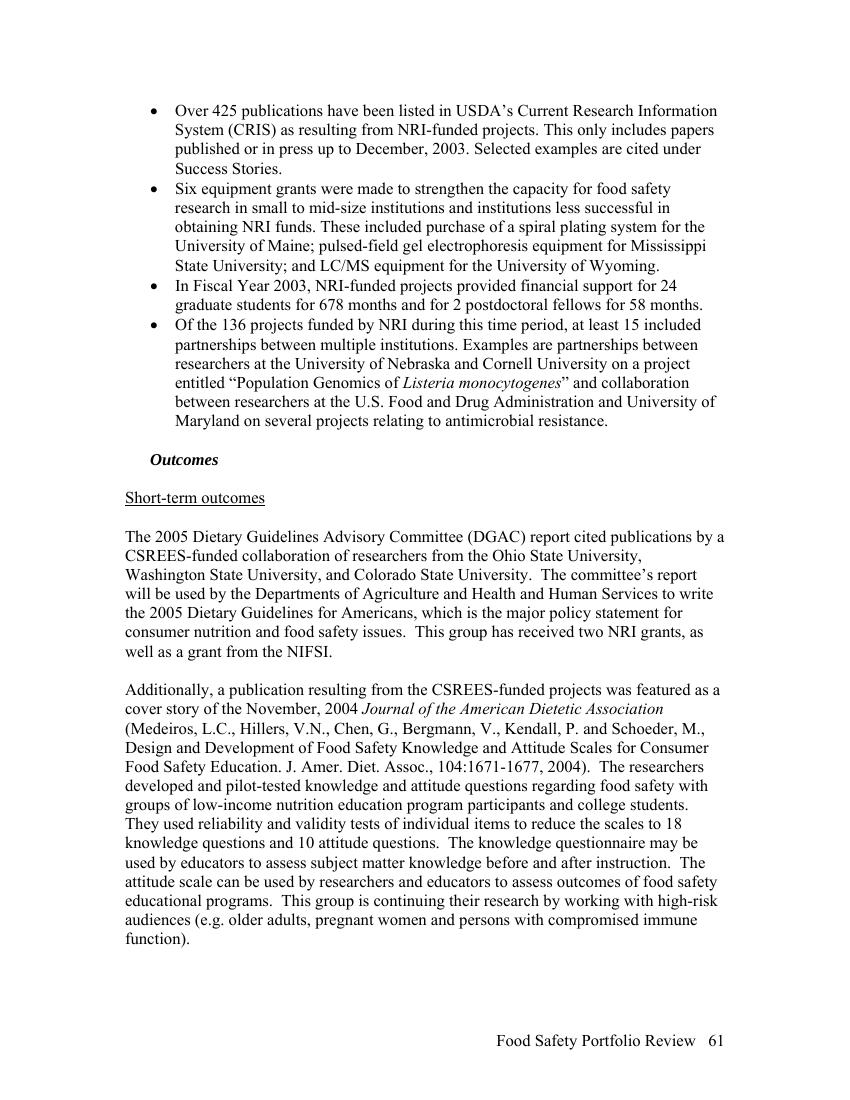 • Over 425 publications have been listed in USDA’s Current Research Information
System (CRIS) as resulting from NRI-funded projects. This only includes papers
published or in press up to December, 2003. Selected examples are cited under
Success Stories.
• Six equipment grants were made to strengthen the capacity for food safety
research in small to mid-size institutions and institutions less successful in
obtaining NRI funds. These included purchase of a spiral plating system for the
University of Maine; pulsed-field gel electrophoresis equipment for Mississippi
State University; and LC/MS equipment for the University of Wyoming.
• In Fiscal Year 2003, NRI-funded projects provided financial support for 24
graduate students for 678 months and for 2 postdoctoral fellows for 58 months.
• Of the 136 projects funded by NRI during this time period, at least 15 included
partnerships between multiple institutions. Examples are partnerships between
researchers at the University of Nebraska and Cornell University on a project
entitled “Population Genomics of Listeria monocytogenes” and collaboration
between researchers at the U.S. Food and Drug Administration and University of
Maryland on several projects relating to antimicrobial resistance.
Outcomes
Short-term outcomes
The 2005 Dietary Guidelines Advisory Committee (DGAC) report cited publications by a
CSREES-funded collaboration of researchers from the Ohio State University,
Washington State University, and Colorado State University.  The committee’s report
will be used by the Departments of Agriculture and Health and Human Services to write
the 2005 Dietary Guidelines for Americans, which is the major policy statement for
consumer nutrition and food safety issues.  This group has received two NRI grants, as
well as a grant from the NIFSI.
Additionally, a publication resulting from the CSREES-funded projects was featured as a
cover story of the November, 2004 Journal of the American Dietetic Association
(Medeiros, L.C., Hillers, V.N., Chen, G., Bergmann, V., Kendall, P. and Schoeder, M.,
Design and Development of Food Safety Knowledge and Attitude Scales for Consumer
Food Safety Education. J. Amer. Diet. Assoc., 104:1671-1677, 2004).  The researchers
developed and pilot-tested knowledge and attitude questions regarding food safety with
groups of low-income nutrition education program participants and college students.
They used reliability and validity tests of individual items to reduce the scales to 18
knowledge questions and 10 attitude questions.  The knowledge questionnaire may be
used by educators to assess subject matter knowledge before and after instruction.  The
attitude scale can be used by researchers and educators to assess outcomes of food safety
educational programs.  This group is continuing their research by working with high-risk
audiences (e.g. older adults, pregnant women and persons with compromised immune
function).
Food Safety Portfolio Review   61